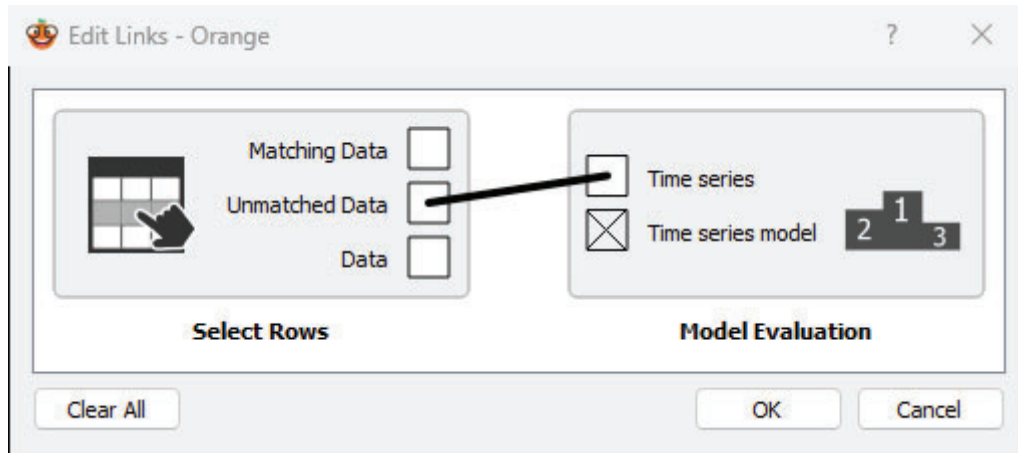 Edit Links - Orange
?
Matching Data
Unmatched Data
Data
Time series
Time series model
2 1 3
Select Rows
Model Evaluation
Clear All
OK
Cancel